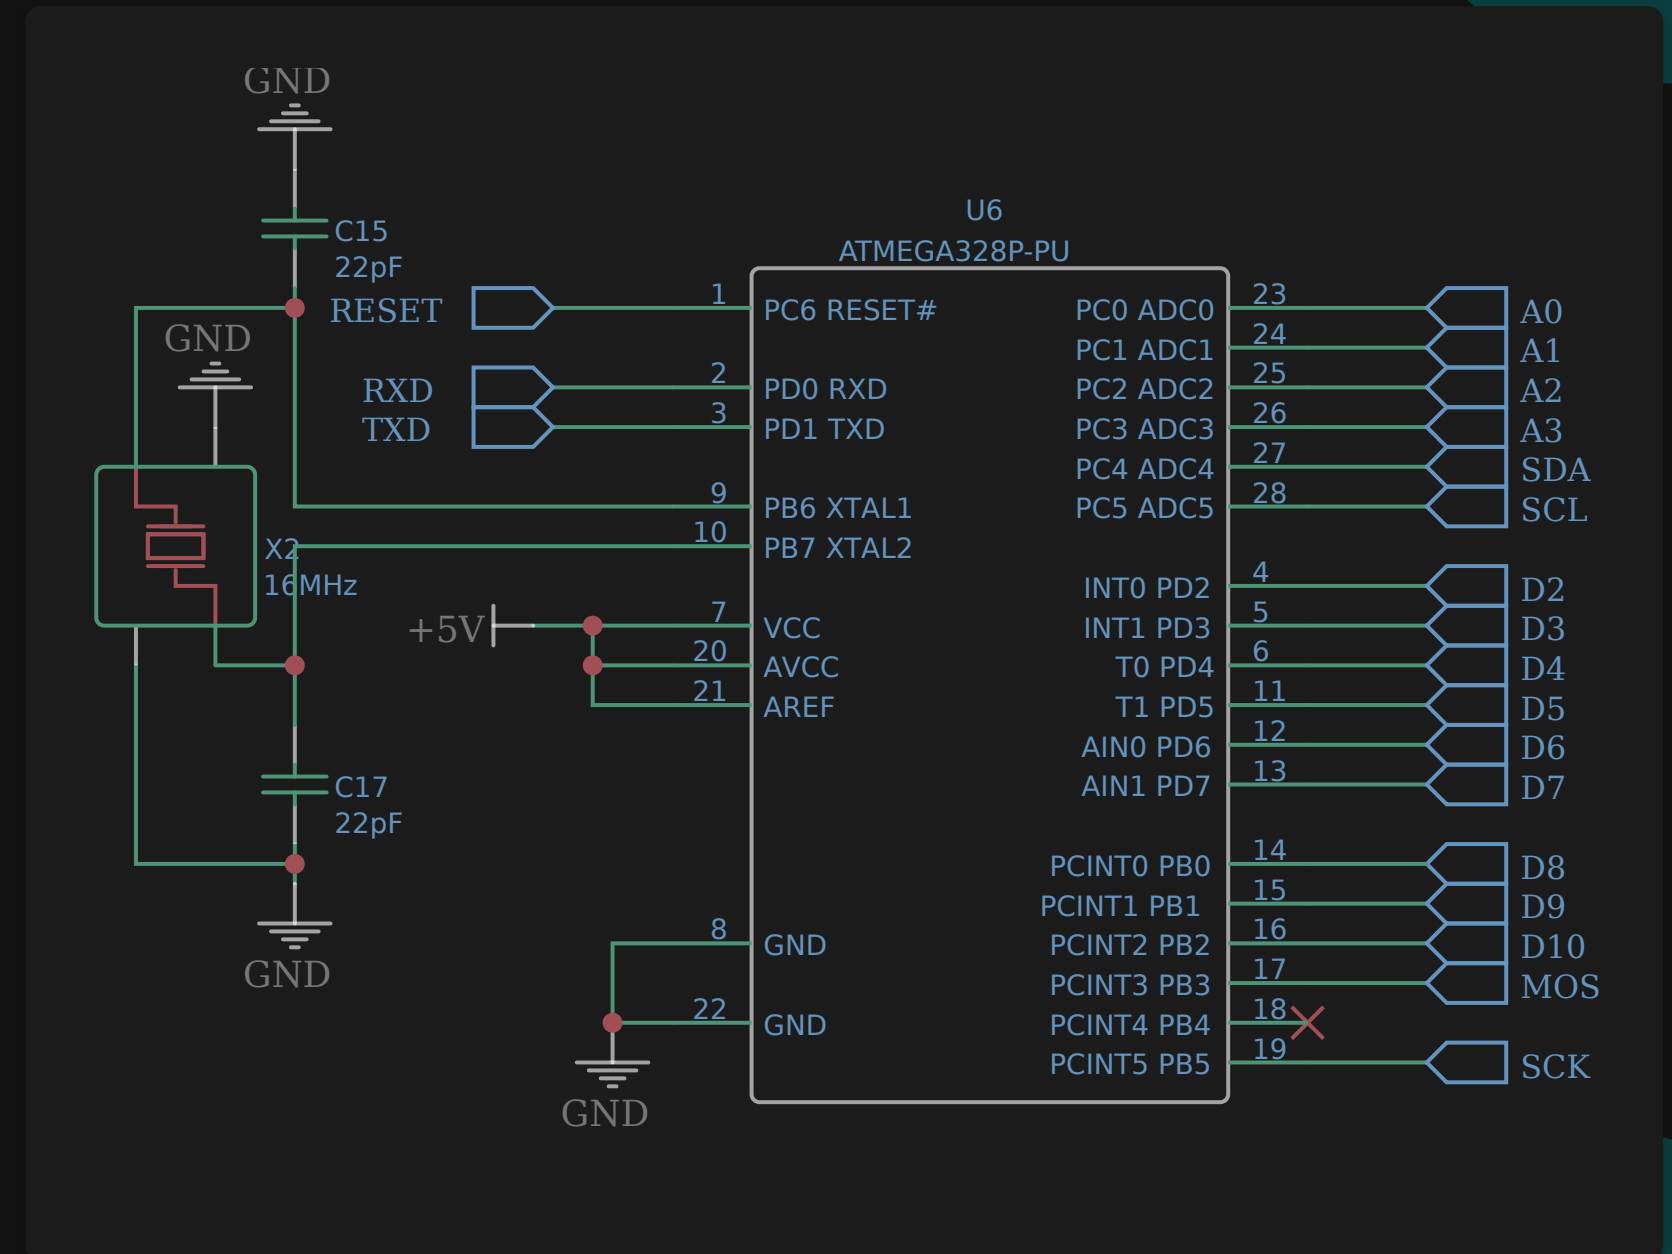 GND
C15
22pF
GND
X2
16MHz
C17
22pF
GND
RESET
RXD
TXD
+5V
GND
U6
ATMEGA328P-PU
1 PC6 RESET#
2 PD0 RXD
3 PD1 TXD
9 PB6 XTAL1
10 PB7 XTAL2
7 VCC
20 AVCC
21 AREF
8 GND
22 GND
PC0 ADC0 23 A0
PC1 ADC1 24 A1
PC2 ADC2 25 A2
PC3 ADC3 26 A3
PC4 ADC4 27 SDA
PC5 ADC5 28 SCL
INT0 PD2 4 D2
INT1 PD3 5 D3
T0 PD4 6 D4
T1 PD5 11 D5
AIN0 PD6 12 D6
AIN1 PD7 13 D7
PCINT0 PB0 14 D8
PCINT1 PB1 15 D9
PCINT2 PB2 16 D10
PCINT3 PB3 17 MOS
PCINT4 PB4 18
PCINT5 PB5 19 SCK